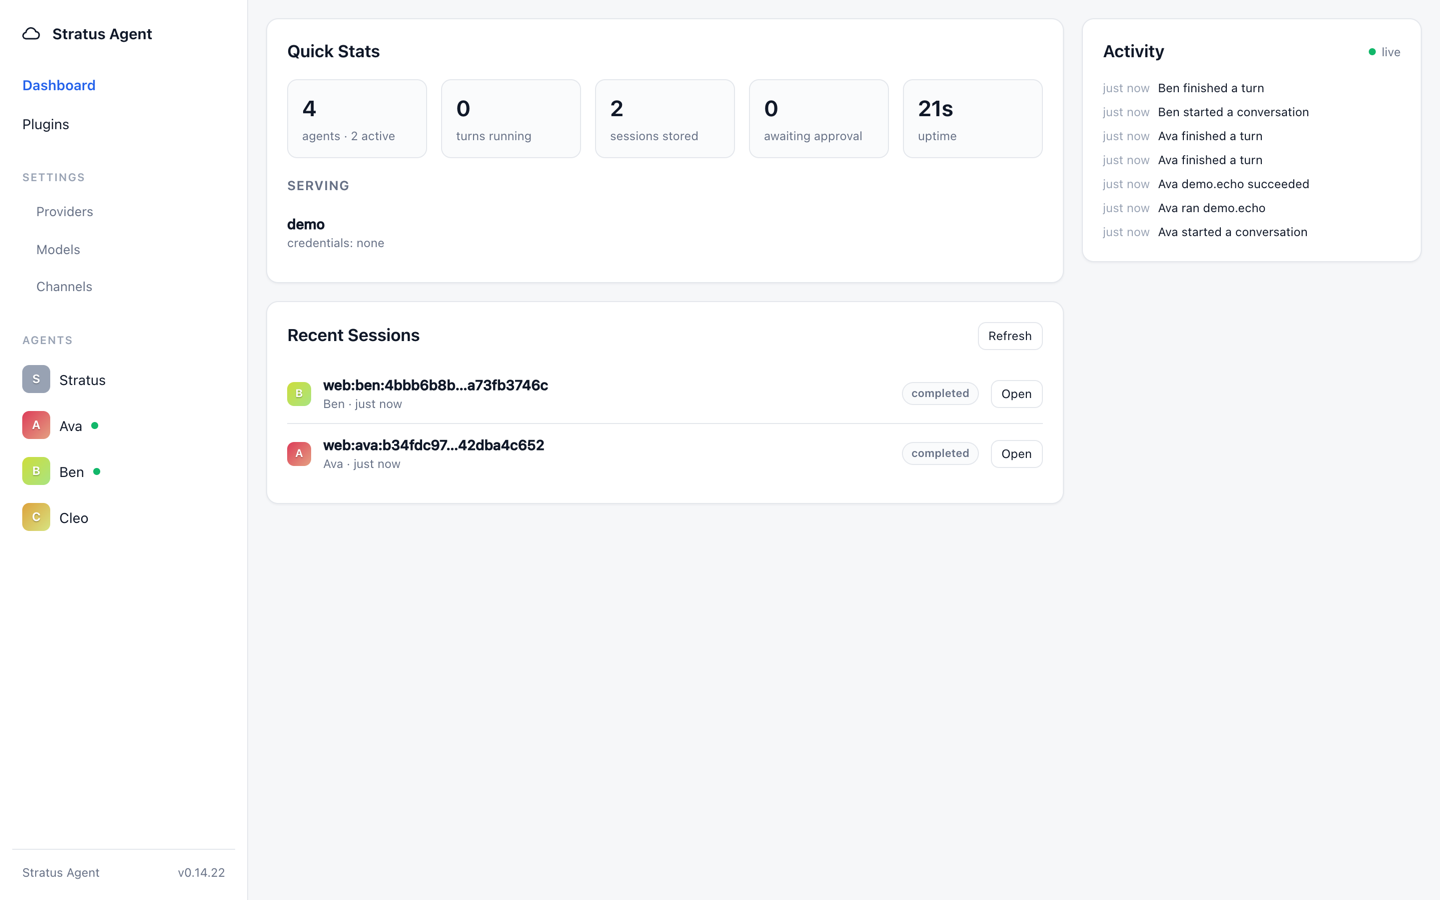 Stratus Agent
Dashboard
Plugins
SETTINGS
Providers
Models
Channels
AGENTS
S Stratus
A Ava
B Ben
C Cleo
Stratus Agent v0.14.22
Quick Stats
4
agents · 2 active
0
turns running
2
sessions stored
0
awaiting approval
21s
uptime
SERVING
demo
credentials: none
Recent Sessions Refresh
B web:ben:4bbb6b8b...a73fb3746c completed Open
Ben · just now
A web:ava:b34fdc97...42dba4c652 completed Open
Ava · just now
Activity live
just now Ben finished a turn
just now Ben started a conversation
just now Ava finished a turn
just now Ava finished a turn
just now Ava demo.echo succeeded
just now Ava ran demo.echo
just now Ava started a conversation